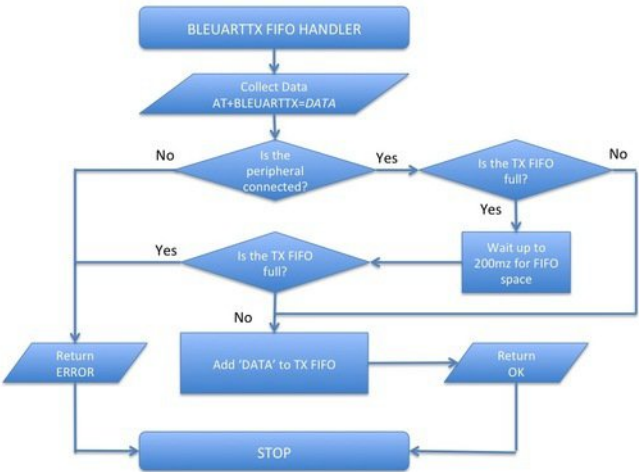 BLEUARTTX FIFO HANDLER
Collect Data
AT+BLEUARTTX=DATA
No
Is the
peripheral
connected?
Yes
Is the TX FIFO
full?
No
Yes
Wait up to
200mz for FIFO
space
Yes
Is the TX FIFO
full?
No
Add 'DATA' to TX FIFO
Return
ERROR
Return
OK
STOP